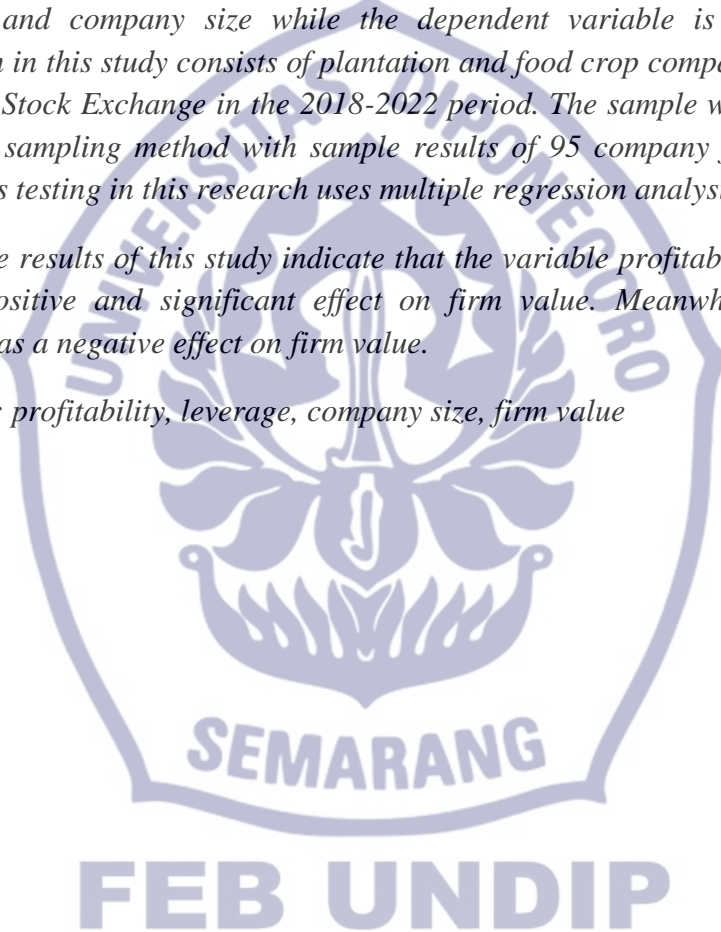 and company size while the dependent variable is
n in this study consists of plantation and food crop compa
Stock Exchange in the 2018-2022 period. The sample w
sampling method with sample results of 95 company
s testing in this research uses multiple regression analys
e results of this study indicate that the variable profitab
ositive and significant effect on firm value. Meanwh
as a negative effect on firm value.
: profitability, leverage, company size, firm value
UNIVERSITAS DIPONEGORO
SEMARANG
FEB UNDIP